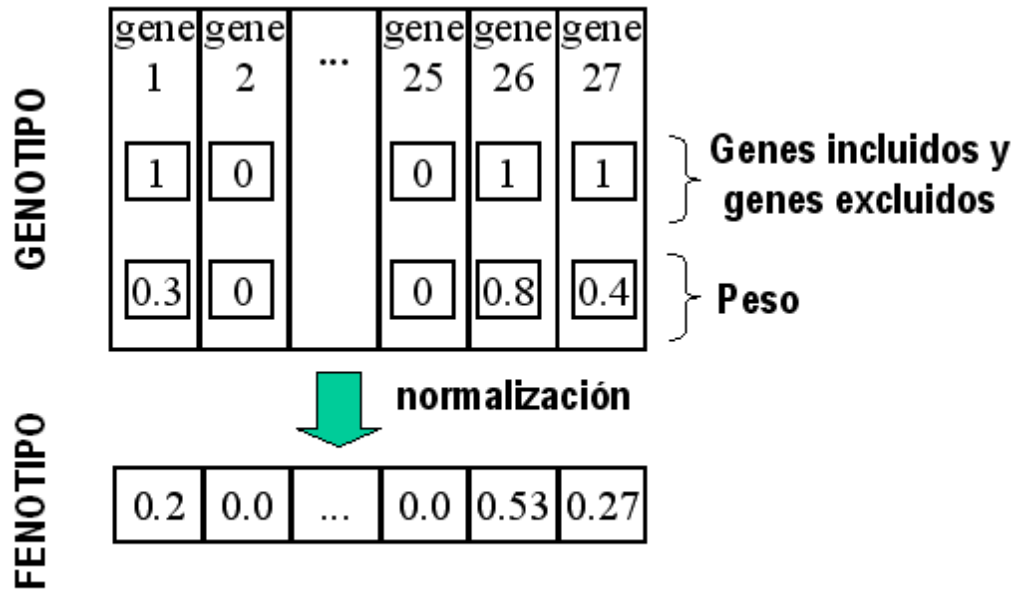 GENOTIPO
gene gene gene gene gene
1 2 ... 25 26 27
1 0 0 1 1
Genes incluidos y
genes excluidos
0.3 0 0 0.8 0.4
Peso
normalización
FENOTIPO
0.2 0.0 ... 0.0 0.53 0.27